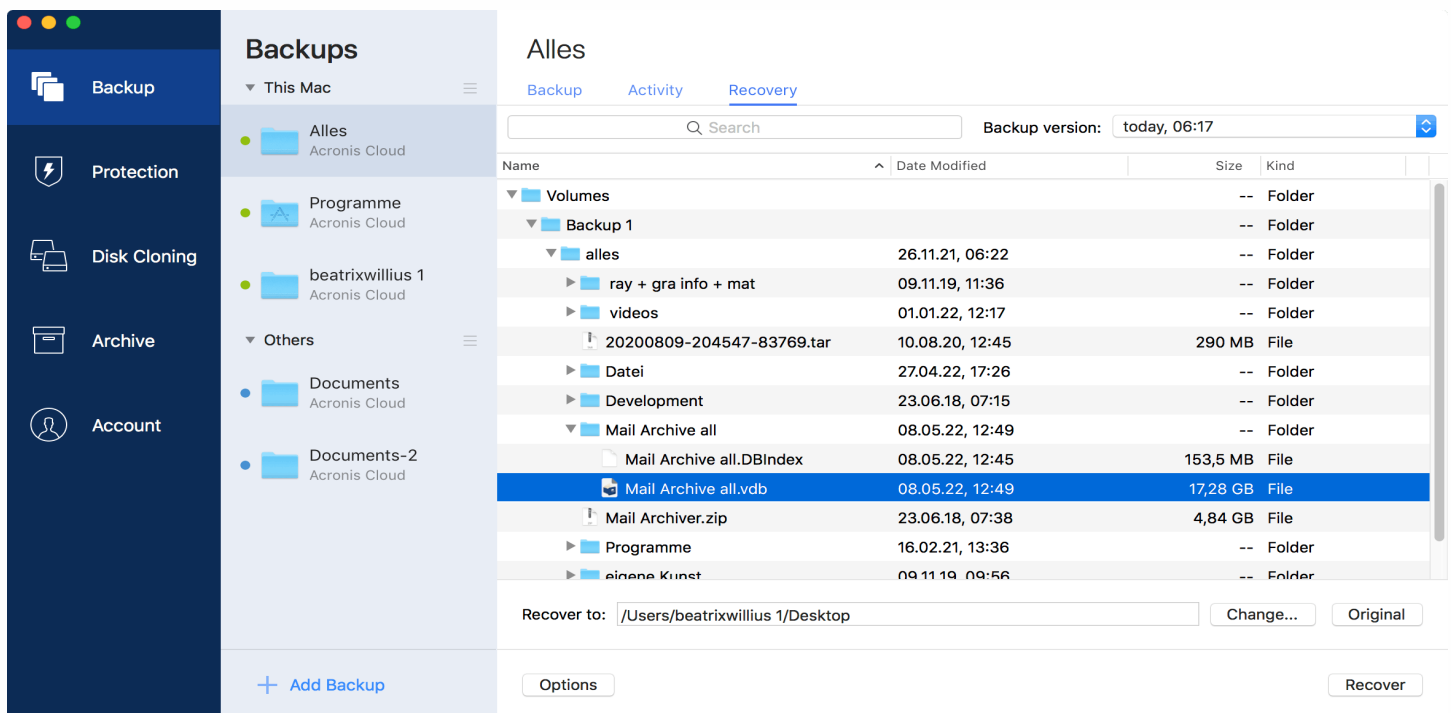 Backup
Protection
Disk Cloning
Archive
Account
Backups
This Mac
Alles
Acronis Cloud
Programme
Acronis Cloud
beatrixwillius 1
Acronis Cloud
Others
Documents
Acronis Cloud
Documents-2
Acronis Cloud
Add Backup
Alles
Backup Activity Recovery
Search Backup version: today, 06:17
Name Date Modified Size Kind
Volumes -- Folder
Backup 1 -- Folder
alles 26.11.21, 06:22 -- Folder
ray + gra info + mat 09.11.19, 11:36 -- Folder
videos 01.01.22, 12:17 -- Folder
20200809-204547-83769.tar 10.08.20, 12:45 290 MB File
Datei 27.04.22, 17:26 -- Folder
Development 23.06.18, 07:15 -- Folder
Mail Archive all 08.05.22, 12:49 -- Folder
Mail Archive all.DBIndex 08.05.22, 12:45 153,5 MB File
Mail Archive all.vdb 08.05.22, 12:49 17,28 GB File
Mail Archiver.zip 23.06.18, 07:38 4,84 GB File
Programme 16.02.21, 13:36 -- Folder
eigene Kunst 09.11.19, 09:56 -- Folder
Recover to: /Users/beatrixwillius 1/Desktop Change... Original
Options Recover